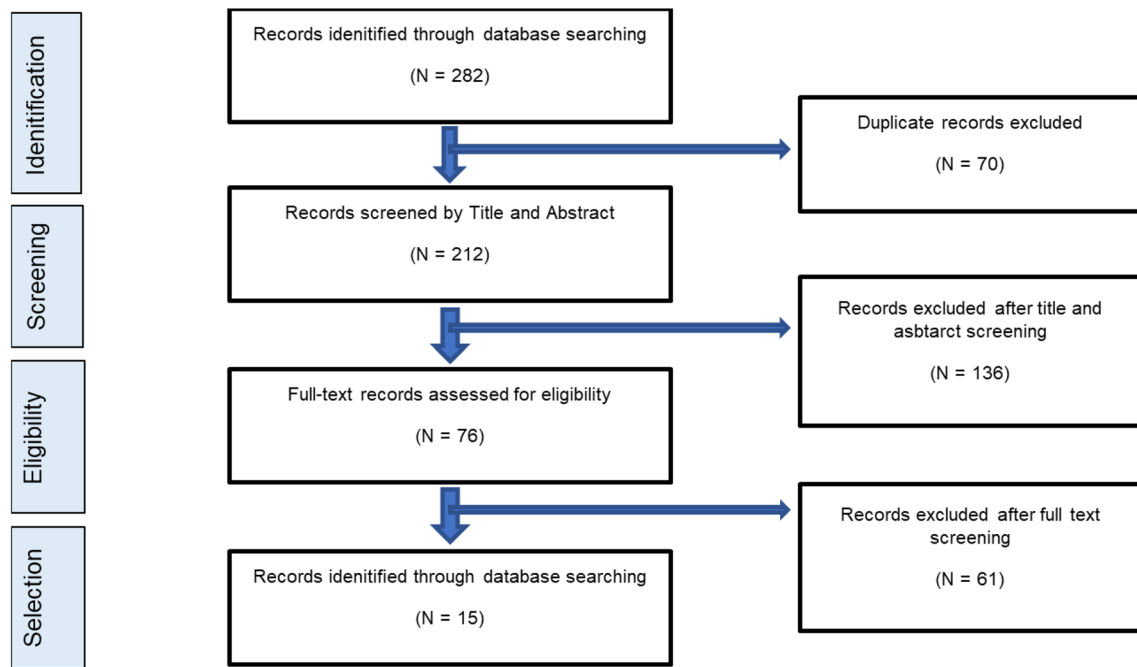 Idenitification
Records idenitified through database searching
(N = 282)
Duplicate records excluded
(N = 70)
Screening
Records screened by Title and Abstract
(N = 212)
Records excluded after title and
asbtarct screening
(N = 136)
Eligibility
Full-text records assessed for eligibility
(N = 76)
Records excluded after full text
screening
(N = 61)
Selection
Records idenitified through database searching
(N = 15)